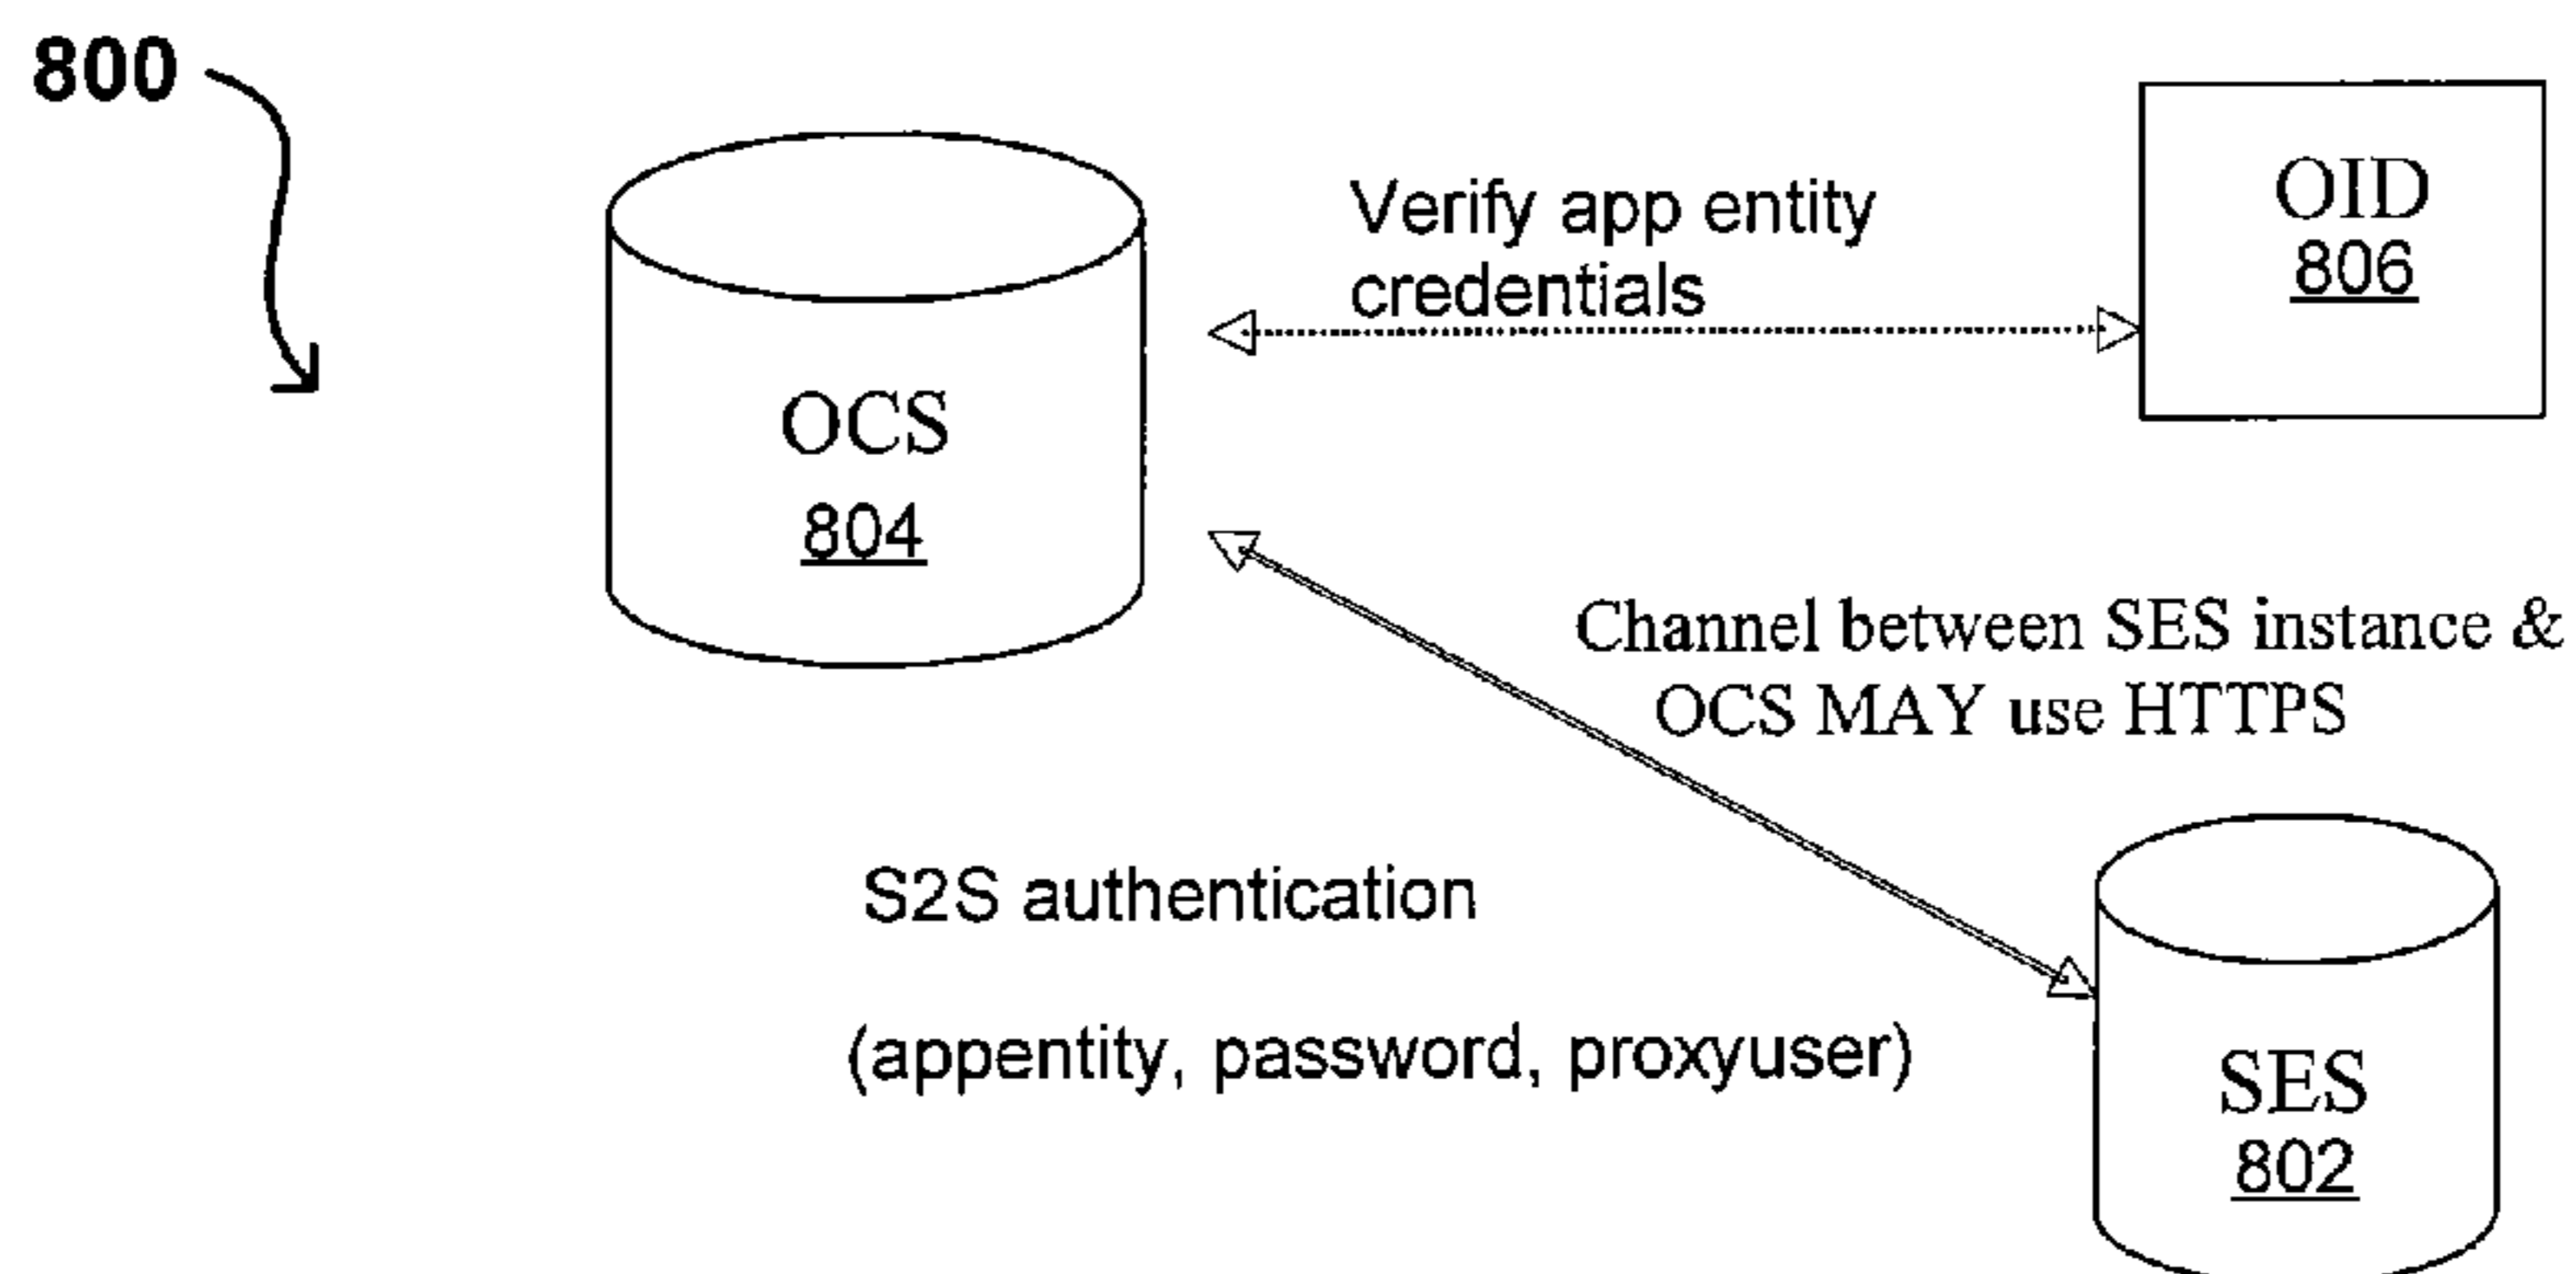 800
OCS
804
Verify app entity
credentials
OID
806
Channel between SES instance &
OCS MAY use HTTPS
S2S authentication
(appentity, password, proxyuser)
SES
802